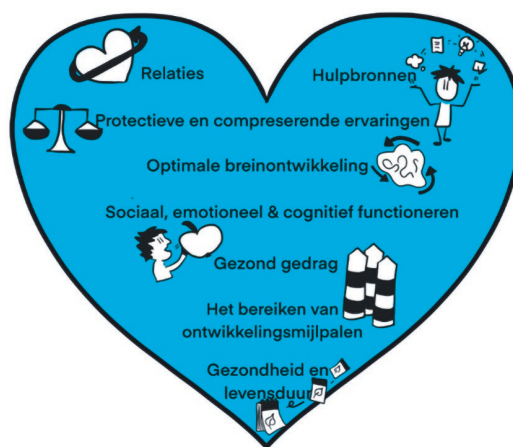 Relaties
Hulpbronnen
Protectieve en compreserende ervaringen
Optimale breinontwikkeling
Sociaal, emotioneel & cognitief functioneren
Gezond gedrag
Het bereiken van
ontwikkelingsmijlpalen
Gezondheid en
levensduur